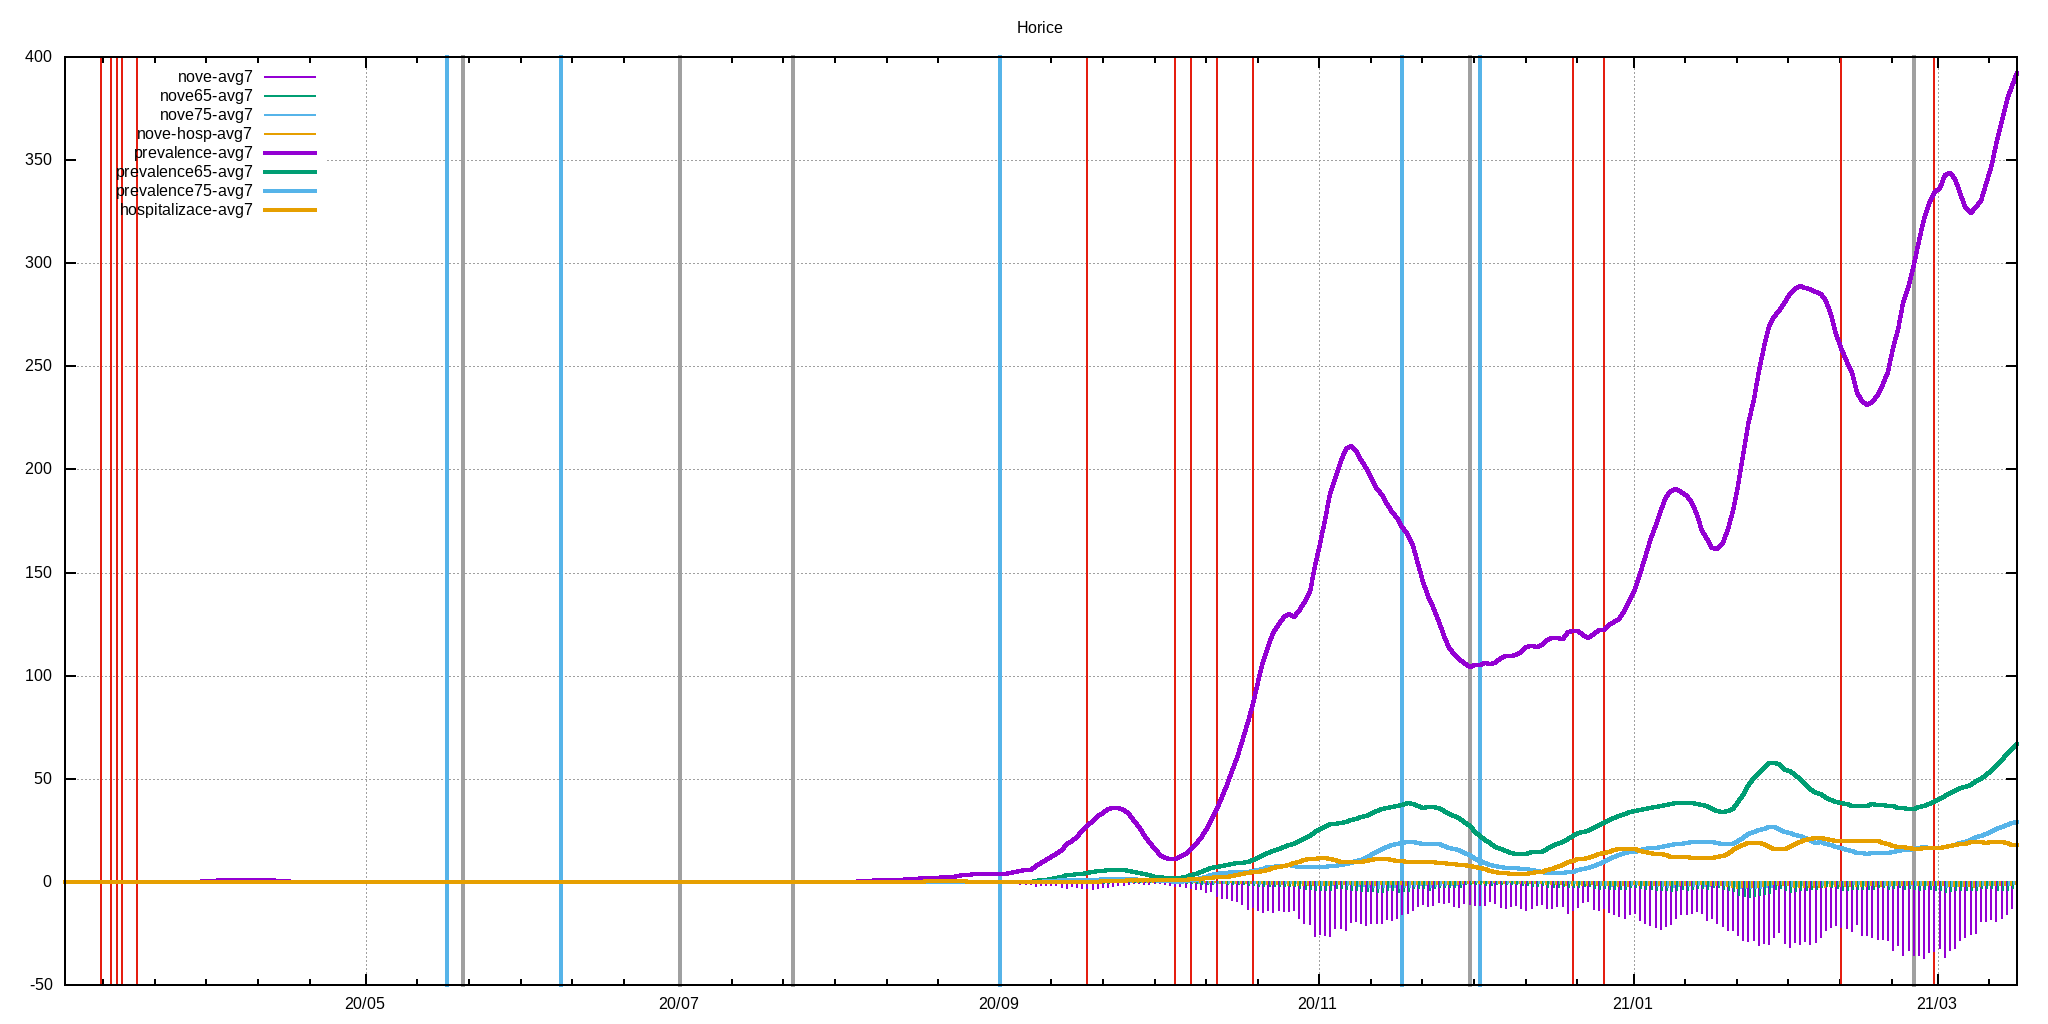 Horice
400
350
300
250
200
150
100
50
0
-50
nove-avg7
nove65-avg7
nove75-avg7
nove-hosp-avg7
prevalence-avg7
prevalence65-avg7
prevalence75-avg7
hospitalizace-avg7
20/05 20/07 20/09 20/11 21/01 21/03